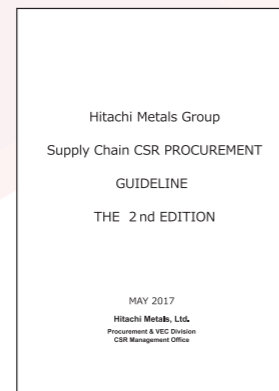 Hitachi Metals Group
Supply Chain CSR PROCUREMENT
GUIDELINE
THE 2nd EDITION
MAY 2017
Hitachi Metals, Ltd.
Procurement & VEC Division
CSR Management Office